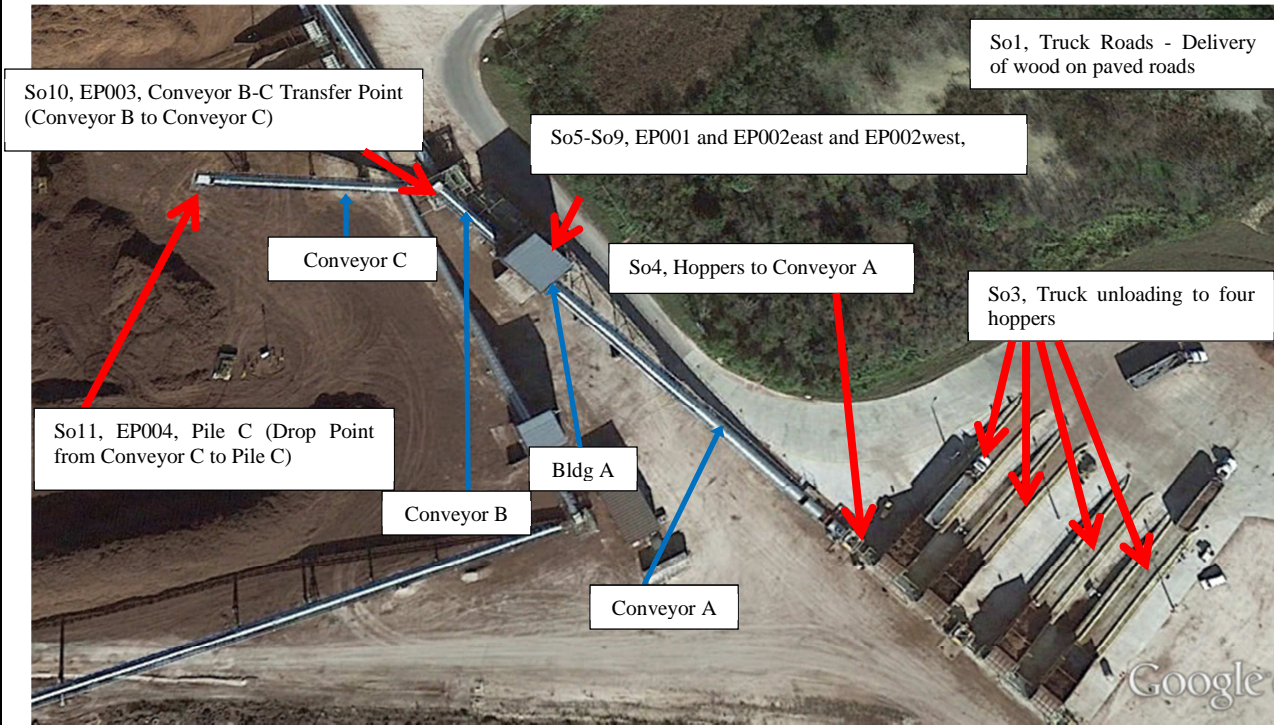 So1, Truck Roads - Delivery
of wood on paved roads
So10, EP003, Conveyor B-C Transfer Point
(Conveyor B to Conveyor C)
So5-So9, EP001 and EP002east and EP002west,
Conveyor C
So4, Hoppers to Conveyor A
So3, Truck unloading to four
hoppers
So11, EP004, Pile C (Drop Point
from Conveyor C to Pile C)
Bldg A
Conveyor B
Conveyor A
Google